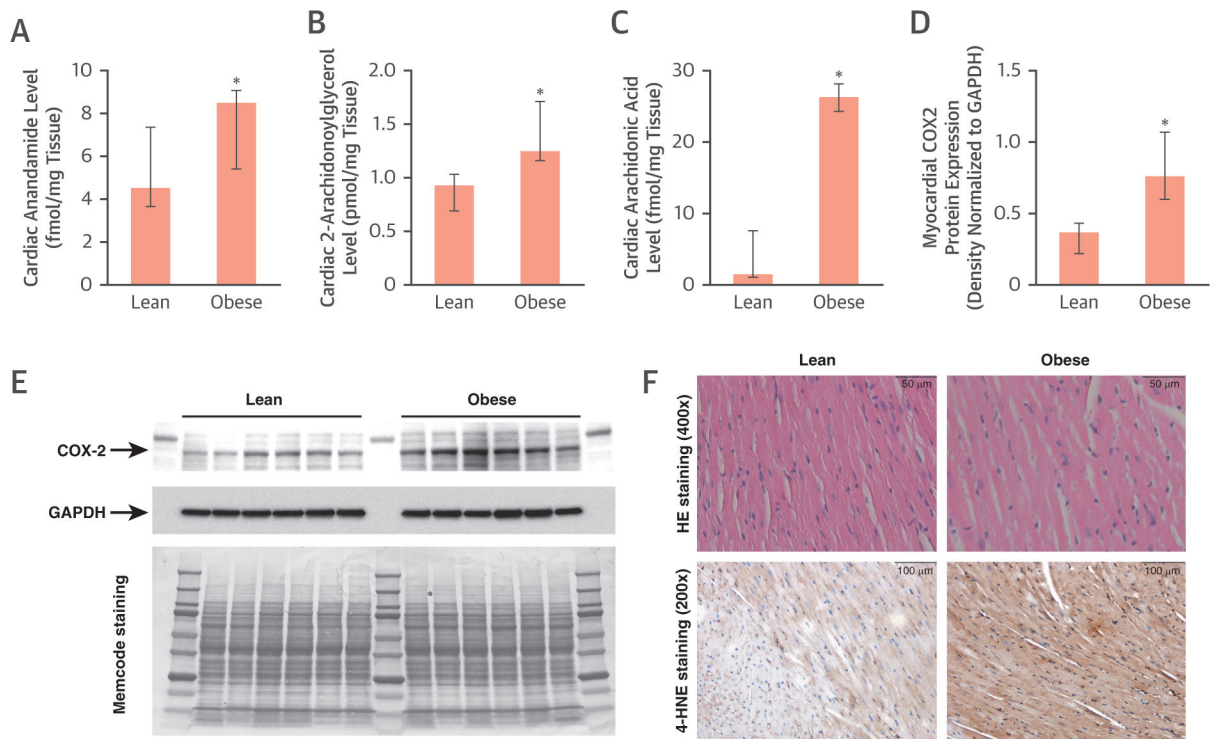 A
Cardiac Anandamide Level
(fmol/mg Tissue)
10
8
6
4
2
0
*
Lean
Obese
B
Cardiac 2-Arachidonoylglycerol
Level (pmol/mg Tissue)
2.0
1.5
1.0
0.5
0
*
Lean
Obese
C
Cardiac Arachidonic Acid
Level (fmol/mg Tissue)
30
20
10
0
*
Lean
Obese
D
Myocardial COX2
Protein Expression
(Density Normalized to GAPDH)
1.5
1.0
0.5
0
*
Lean
Obese
E
Lean
Obese
COX-2
GAPDH
Memcode staining
F
Lean
Obese
HE staining (400x)
50 µm
50 µm
4-HNE staining (200x)
100 µm
100 µm